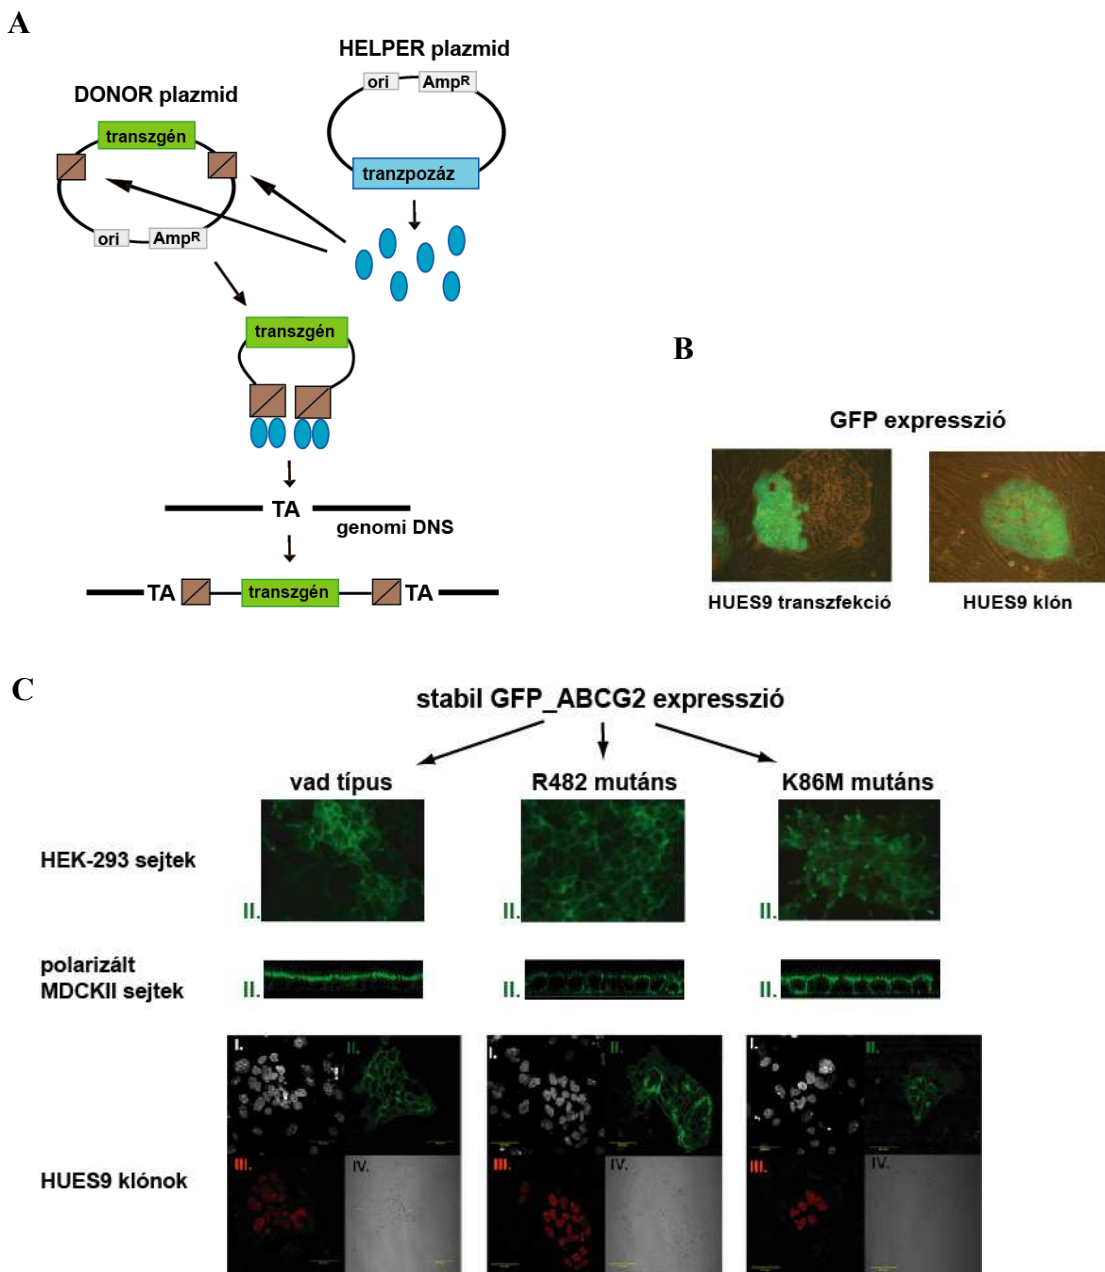 A
HELPER plazmid
ori AmpR
DONOR plazmid
transzgén
tranzpozáz
ori AmpR
transzgén
TA
genomi DNS
TA transzgén TA
B
GFP expresszió
HUES9 transzfekció HUES9 klón
C
stabil GFP_ABCG2 expresszió
vad típus R482 mutáns K86M mutáns
HEK-293 sejtek
II. II. II.
polarizált
MDCKII sejtek
II. II. II.
I. II. I. II. I. II.
HUES9 klónok
III. IV. III. IV. III. IV.